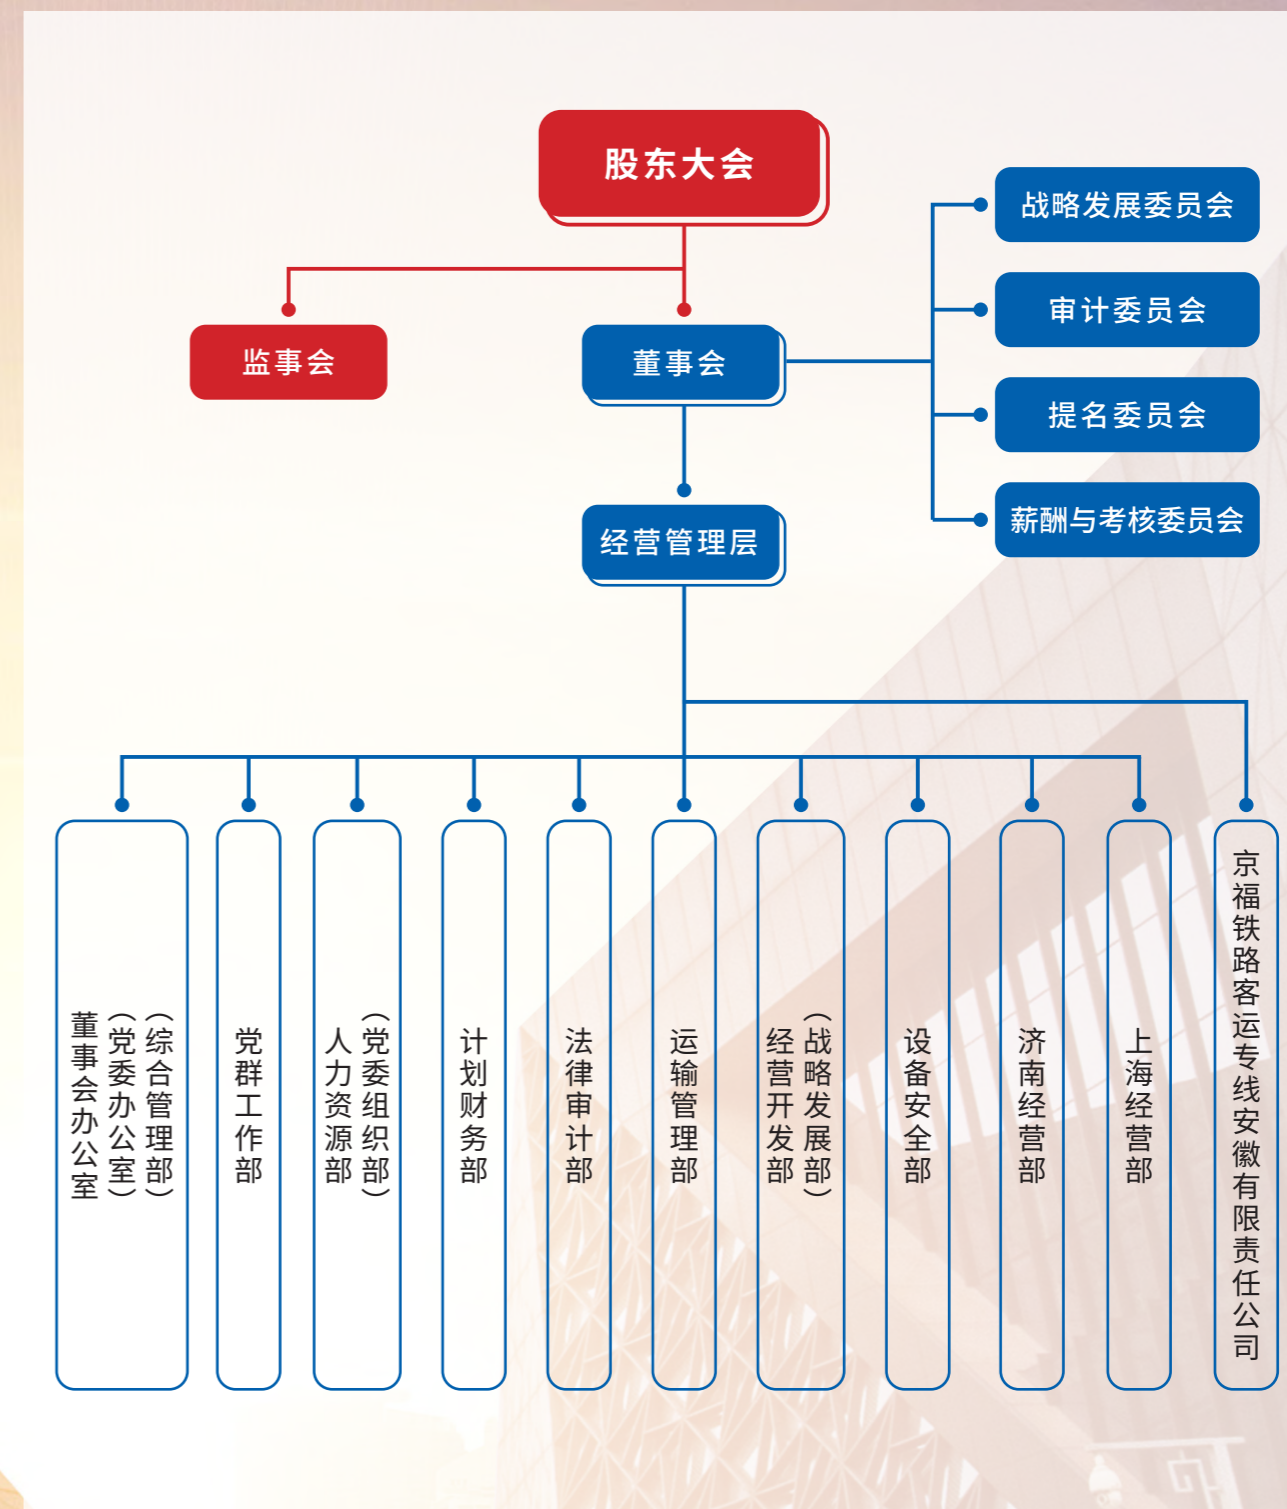 股东大会
战略发展委员会
审计委员会
监事会
董事会
提名委员会
经营管理层
薪酬与考核委员会
董事会办公室
（党委办公室）
（综合管理部）
党群工作部
人力资源部
（党委组织部）
计划财务部
法律审计部
运输管理部
经营开发部
（战略发展部）
设备安全部
济南经营部
上海经营部
京福铁路客运专线安徽有限责任公司